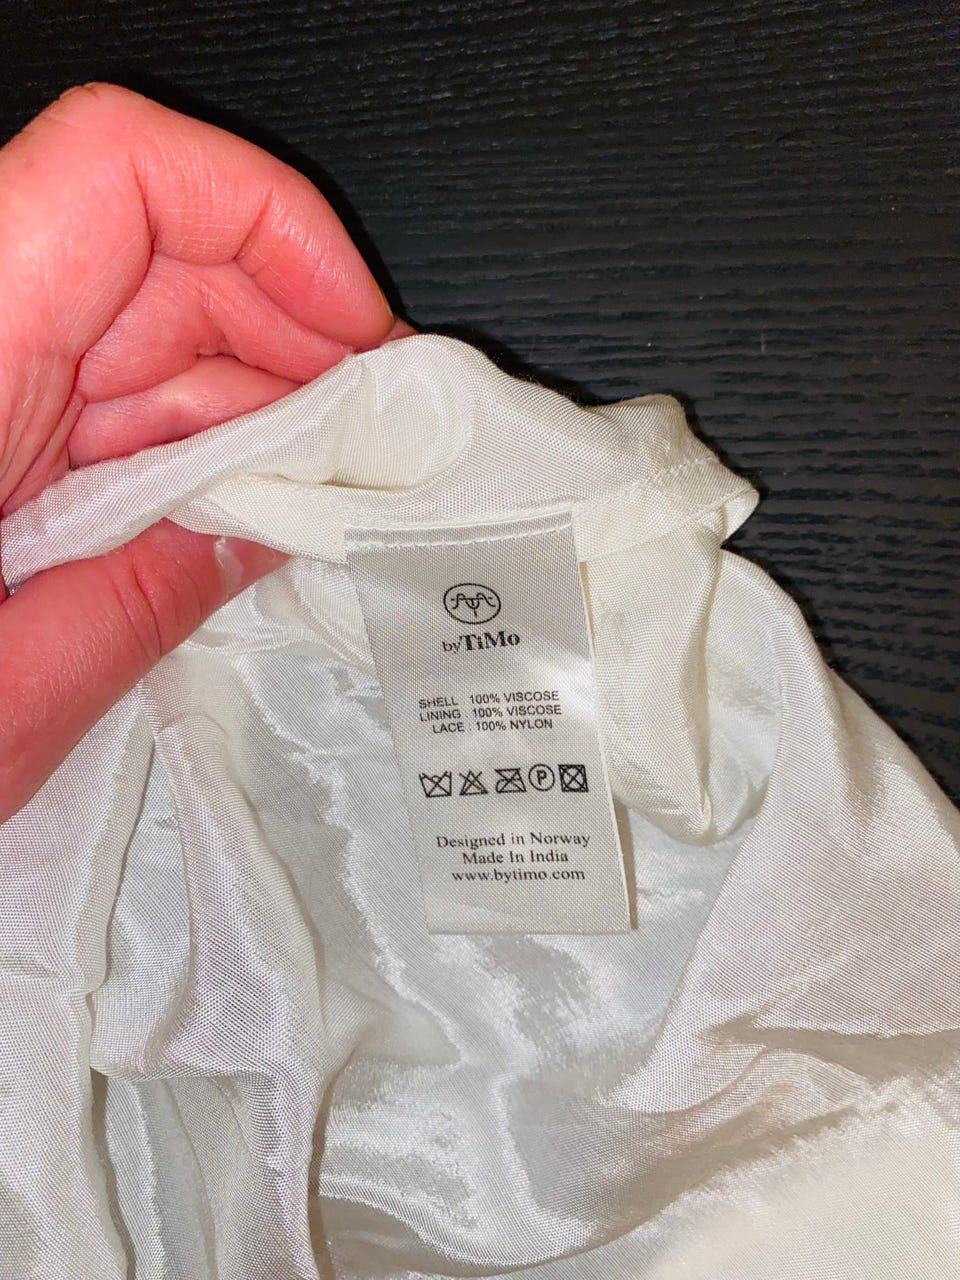 byTiMo
SHELL 100% VISCOSE
LINING : 100% VISCOSE
LACE : 100% NYLON
P
Designed in Norway
Made In India
www.bytimo.com